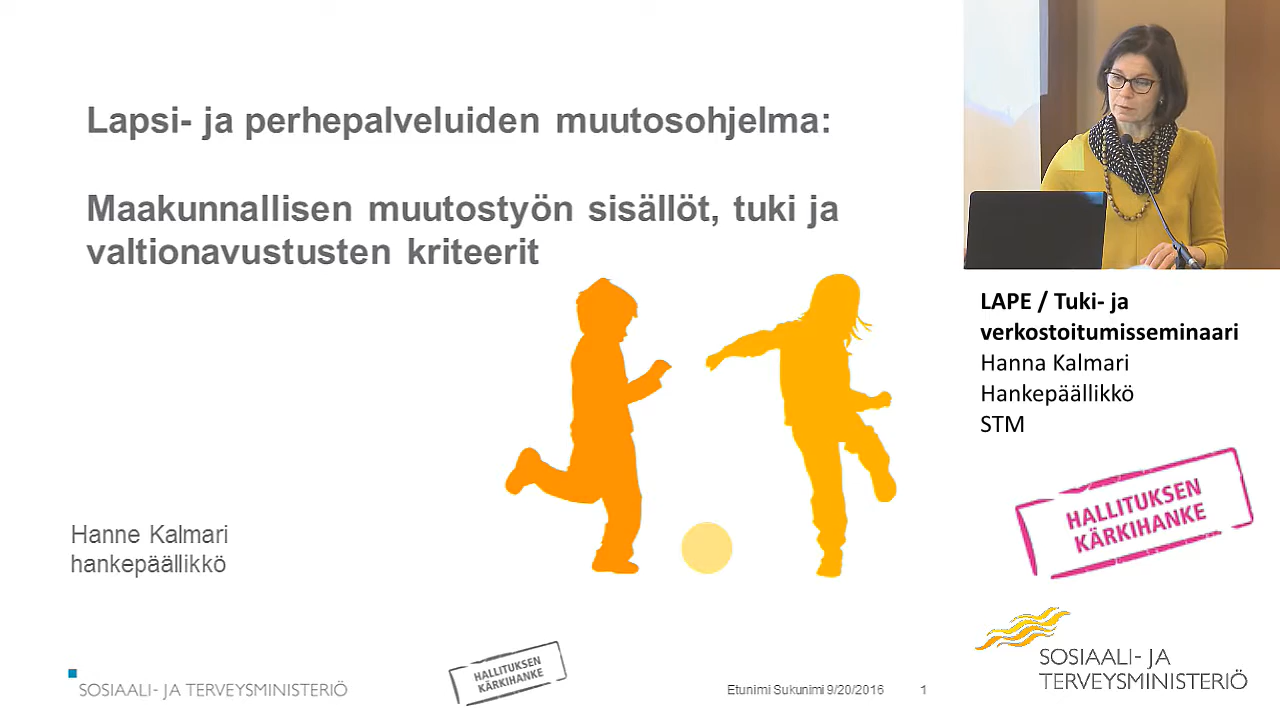 Lapsi- ja perhepalveluiden muutosohjelma:
Maakunnallisen muutostyön sisällöt, tuki ja
valtionavustusten kriteerit
Hanne Kalmari
hankepäällikkö
SOSIAALI- JA TERVEYSMINISTERIÖ
HALLITUKSEN
KÄRKIHANKE
Etunimi Sukunimi 9/20/2016
1
LAPE / Tuki- ja
verkostoitumisseminaari
Hanna Kalmari
Hankepäällikkö
STM
HALLITUKSEN
KÄRKIHANKE
SOSIAALI- JA
TERVEYSMINISTERIÖ